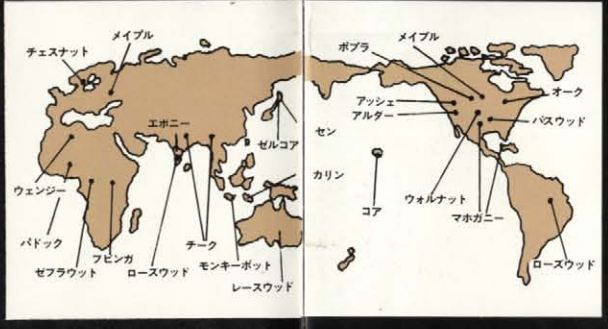 メイプル
チェスナット
エボニー
ゼルコア
セン
カリン
ウェンジー
パドック
ゼブラウット
ブビンガ
ローズウッド
チーク
モンキーポット
レースウッド
ポプラ
メイプル
オーク
アッシェ
アルダー
バスウッド
コア
ウォルナット
マホガニー
ローズウッド